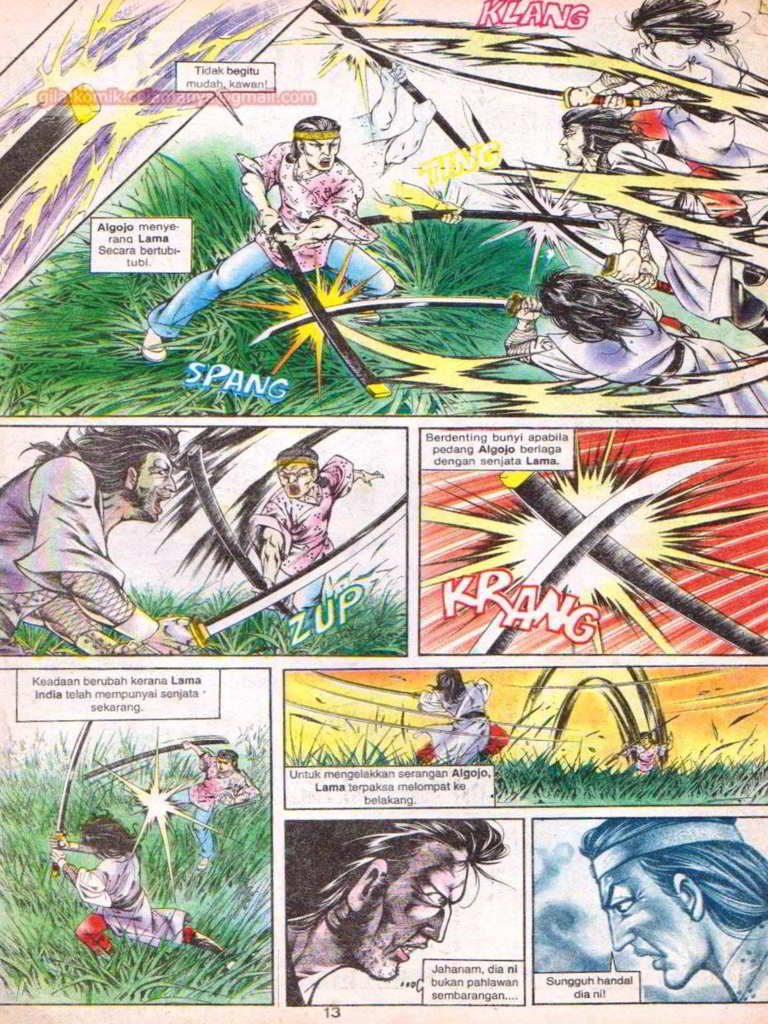 KLANG
Tidak begitu
mudah, kawan!
TING
Algojo menye-
rang Lama
Secara bertubi-
tubi.
SPANG
ZUP
Berdenting bunyi apabila
pedang Algojo berlaga
dengan senjata Lama.
KRANG
Keadaan berubah kerana Lama
India telah mempunyai senjata
sekarang.
Untuk mengelakkan serangan Algojo,
Lama terpaksa melompat ke
belakang.
Jahanam, dia ni
bukan pahlawan
sembarangan....
Sungguh handal
dia ni!
13